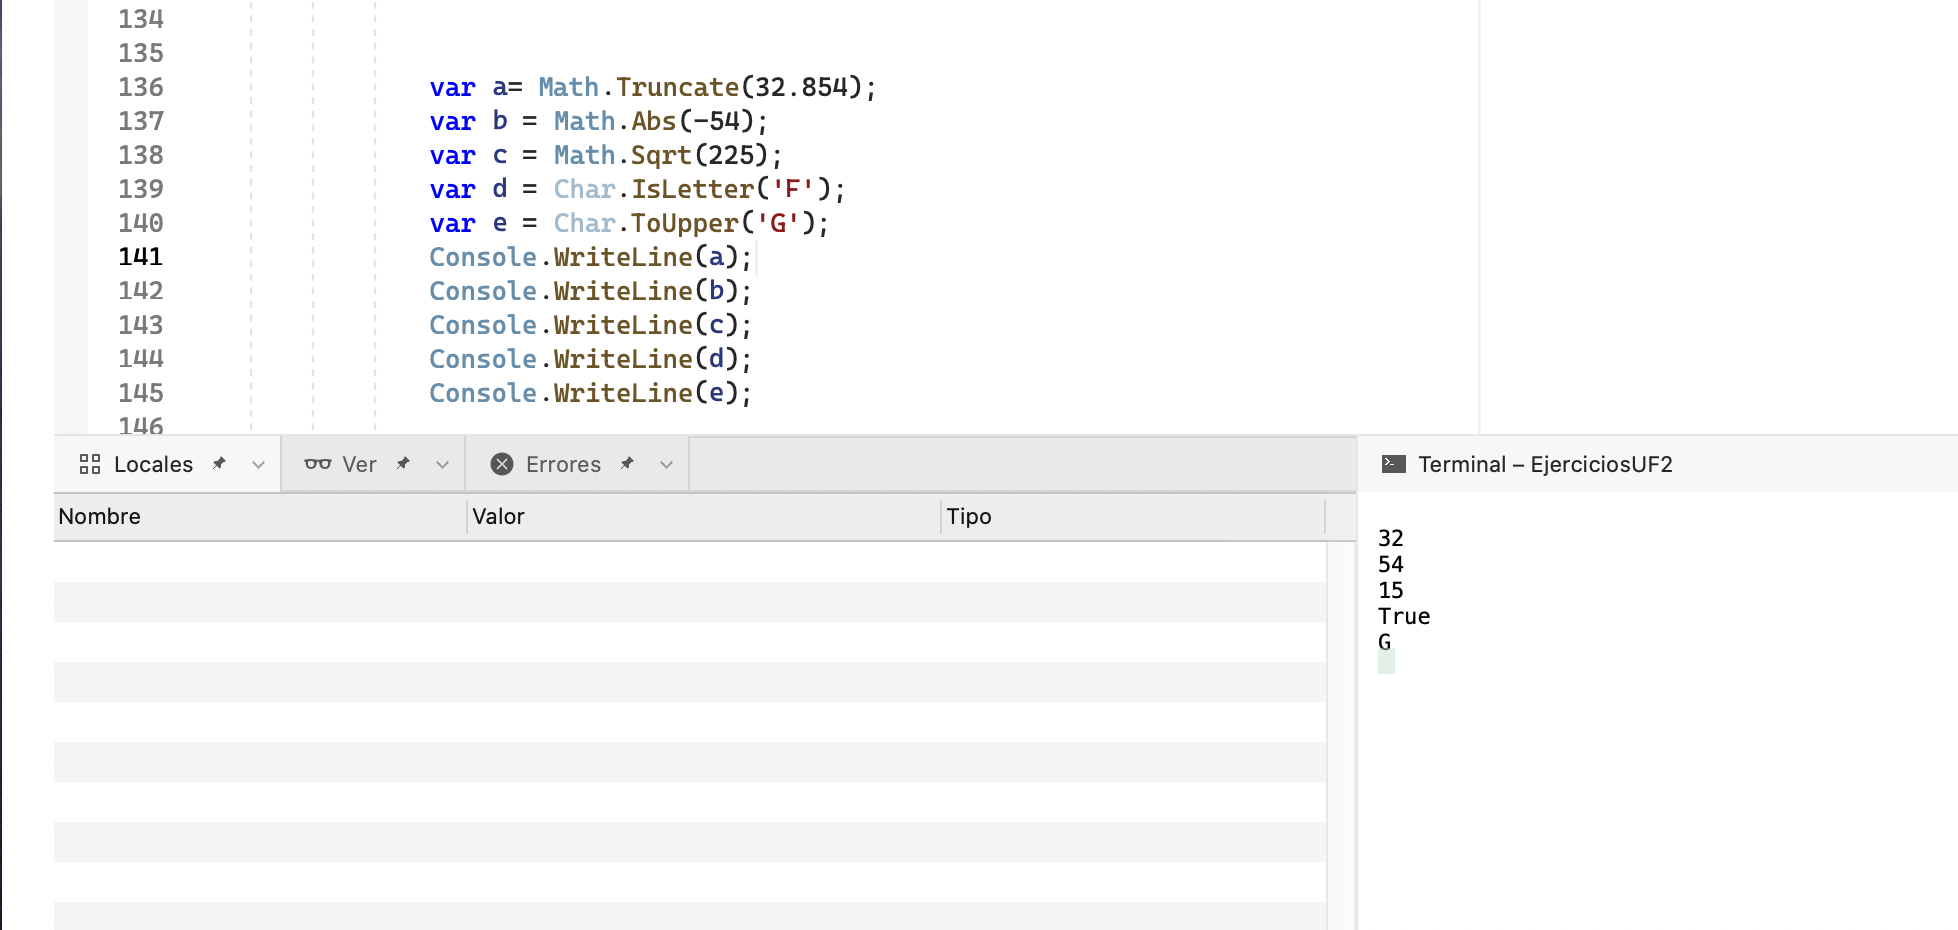 134
135
136 var a= Math.Truncate(32.854);
137 var b = Math.Abs(-54);
138 var c = Math.Sqrt(225);
139 var d = Char.IsLetter('F');
140 var e = Char.ToUpper('G');
141 Console.WriteLine(a);
142 Console.WriteLine(b);
143 Console.WriteLine(c);
144 Console.WriteLine(d);
145 Console.WriteLine(e);
146
Locales Ver Errores
Nombre Valor Tipo
Terminal – EjerciciosUF2
32
54
15
True
G